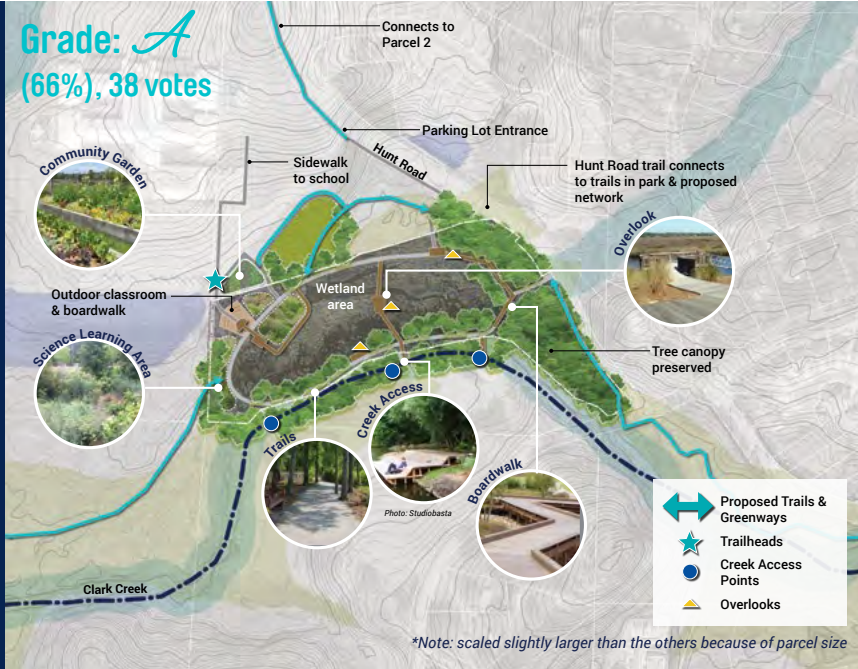 Grade: A
(66%), 38 votes
Connects to
Parcel 2
Parking Lot Entrance
Hunt Road
Sidewalk
to school
Hunt Road trail connects
to trails in park & proposed
network
Community Garden
Overlook
Outdoor classroom
& boardwalk
Wetland
area
Science Learning Area
Tree canopy
preserved
Creek Access
Trails
Boardwalk
Photo: Studiobasta
Clark Creek
Proposed Trails &
Greenways
Trailheads
Creek Access
Points
Overlooks
*Note: scaled slightly larger than the others because of parcel size